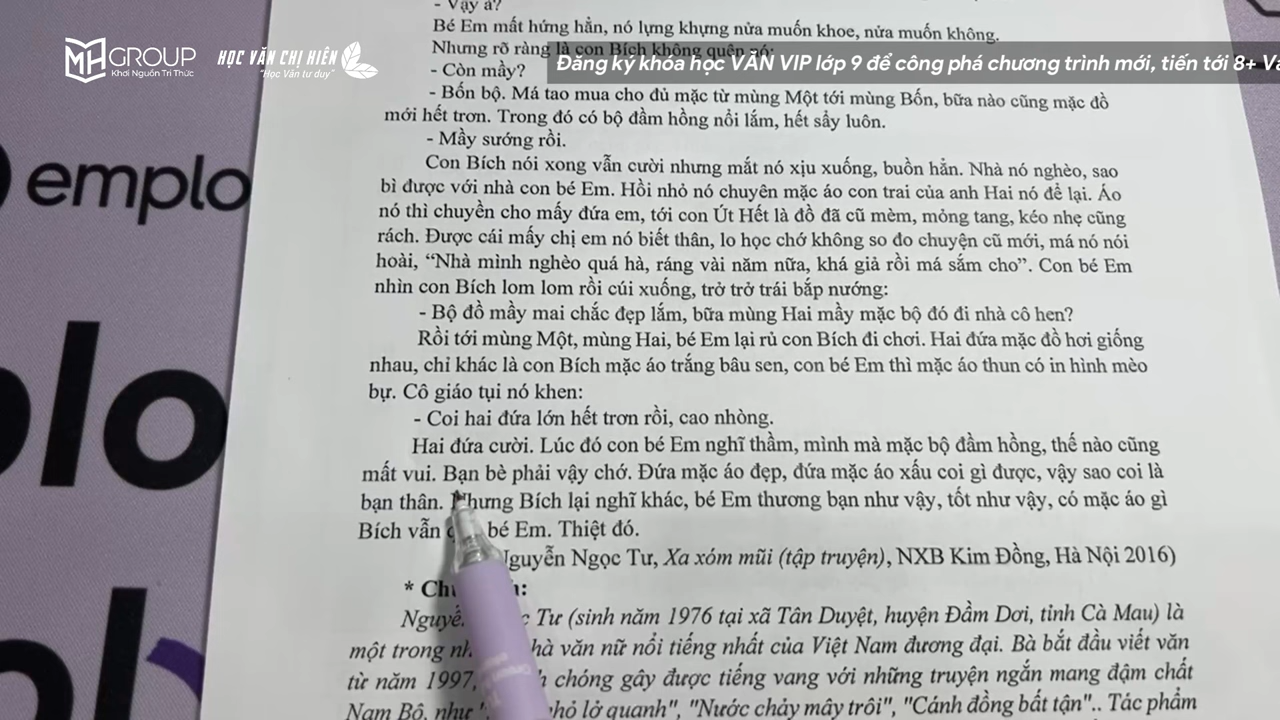 - Vậy à?
Bé Em mất hứng hẳn, nó lựng khựng nửa muốn khoe, nửa muốn không.
Nhưng rõ ràng là con Bích không quên nó:
MH GROUP
Khơi Nguồn Tri Thức
HỌC VĂN CHỊ HIÊN
"Học Văn tư duy"
Đăng ký khóa học VĂN VIP lớp 9 để công phá chương trình mới, tiến tới 8+ Vă
- Còn mầy?
- Bốn bộ. Má tao mua cho đủ mặc từ mùng Một tới mùng Bốn, bữa nào cũng mặc đồ
mới hết trơn. Trong đó có bộ đầm hồng nổi lắm, hết sẩy luôn.
- Mầy sướng rồi.
Con Bích nói xong vẫn cười nhưng mắt nó xịu xuống, buồn hẳn. Nhà nó nghèo, sao
bì được với nhà con bé Em. Hồi nhỏ nó chuyên mặc áo con trai của anh Hai nó để lại. Áo
nó thì chuyền cho mấy đứa em, tới con Út Hết là đồ đã cũ mèm, mỏng tang, kéo nhẹ cũng
rách. Được cái mấy chị em nó biết thân, lo học chớ không so đo chuyện cũ mới, má nó nói
hoài, “Nhà mình nghèo quá hà, ráng vài năm nữa, khá giả rồi má sắm cho”. Con bé Em
nhìn con Bích lom lom rồi cúi xuống, trở trở trái bắp nướng:
- Bộ đồ mầy mai chắc đẹp lắm, bữa mùng Hai mầy mặc bộ đó đi nhà cô hen?
Rồi tới mùng Một, mùng Hai, bé Em lại rủ con Bích đi chơi. Hai đứa mặc đồ hơi giống
nhau, chỉ khác là con Bích mặc áo trắng bâu sen, con bé Em thì mặc áo thun có in hình mèo
bự. Cô giáo tụi nó khen:
- Coi hai đứa lớn hết trơn rồi, cao nhòng.
Hai đứa cười. Lúc đó con bé Em nghĩ thầm, mình mà mặc bộ đầm hồng, thế nào cũng
mất vui. Bạn bè phải vậy chớ. Đứa mặc áo đẹp, đứa mặc áo xấu coi gì được, vậy sao coi là
bạn thân. Nhưng Bích lại nghĩ khác, bé Em thương bạn như vậy, tốt như vậy, có mặc áo gì
Bích vẫn bé Em. Thiệt đó.
Nguyễn Ngọc Tư, Xa xóm mũi (tập truyện), NXB Kim Đồng, Hà Nội 2016)
*
Tư (sinh năm 1976 tại xã Tân Duyệt, huyện Đầm Dơi, tỉnh Cà Mau) là
một trong nhà văn nữ nổi tiếng nhất của Việt Nam đương đại. Bà bắt đầu viết văn
từ năm 1997, chóng gây được tiếng vang với những truyện ngắn mang đậm chất
Nam Bộ, như lở quanh", "Nước chảy mây trôi", "Cánh đồng bất tận".. Tác phẩm
emplo
plo